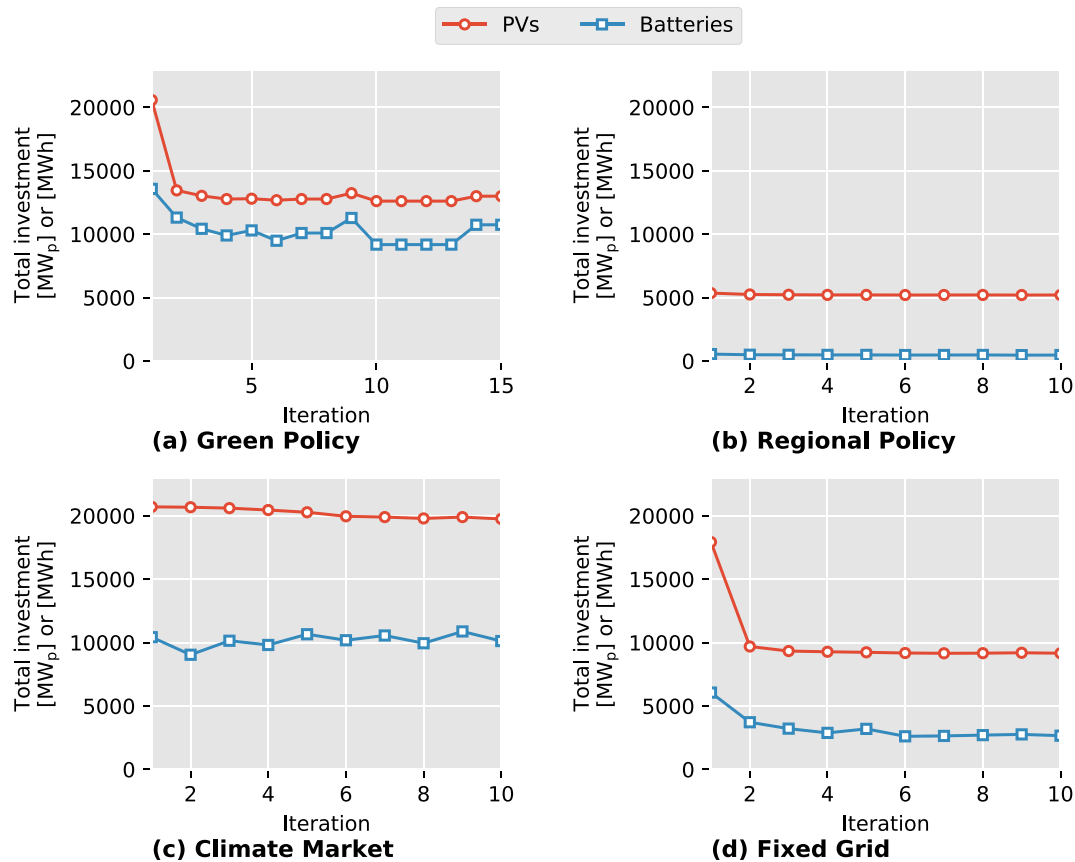 PVs Batteries
Total investment
[MWp] or [MWh]
20000
15000
10000
5000
0
5 10 15
Iteration
(a) Green Policy
Total investment
[MWp] or [MWh]
20000
15000
10000
5000
0
2 4 6 8 10
Iteration
(b) Regional Policy
Total investment
[MWp] or [MWh]
20000
15000
10000
5000
0
2 4 6 8 10
Iteration
(c) Climate Market
Total investment
[MWp] or [MWh]
20000
15000
10000
5000
0
2 4 6 8 10
Iteration
(d) Fixed Grid